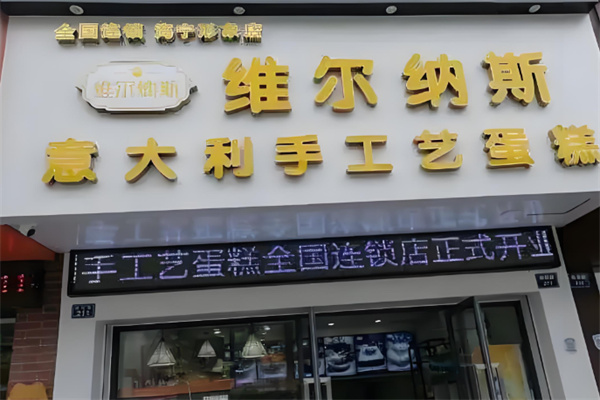 全国连锁 海宁形象店
维尔纳斯
维尔纳斯
意大利手工艺蛋糕
手工艺蛋糕全国连锁店正式开业
211